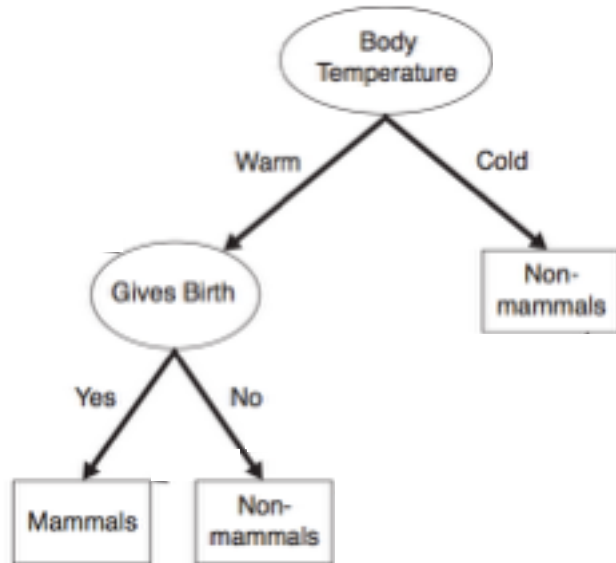 Body
Temperature
Warm
Cold
Gives Birth
Non-
mammals
Yes
No
Mammals
Non-
mammals